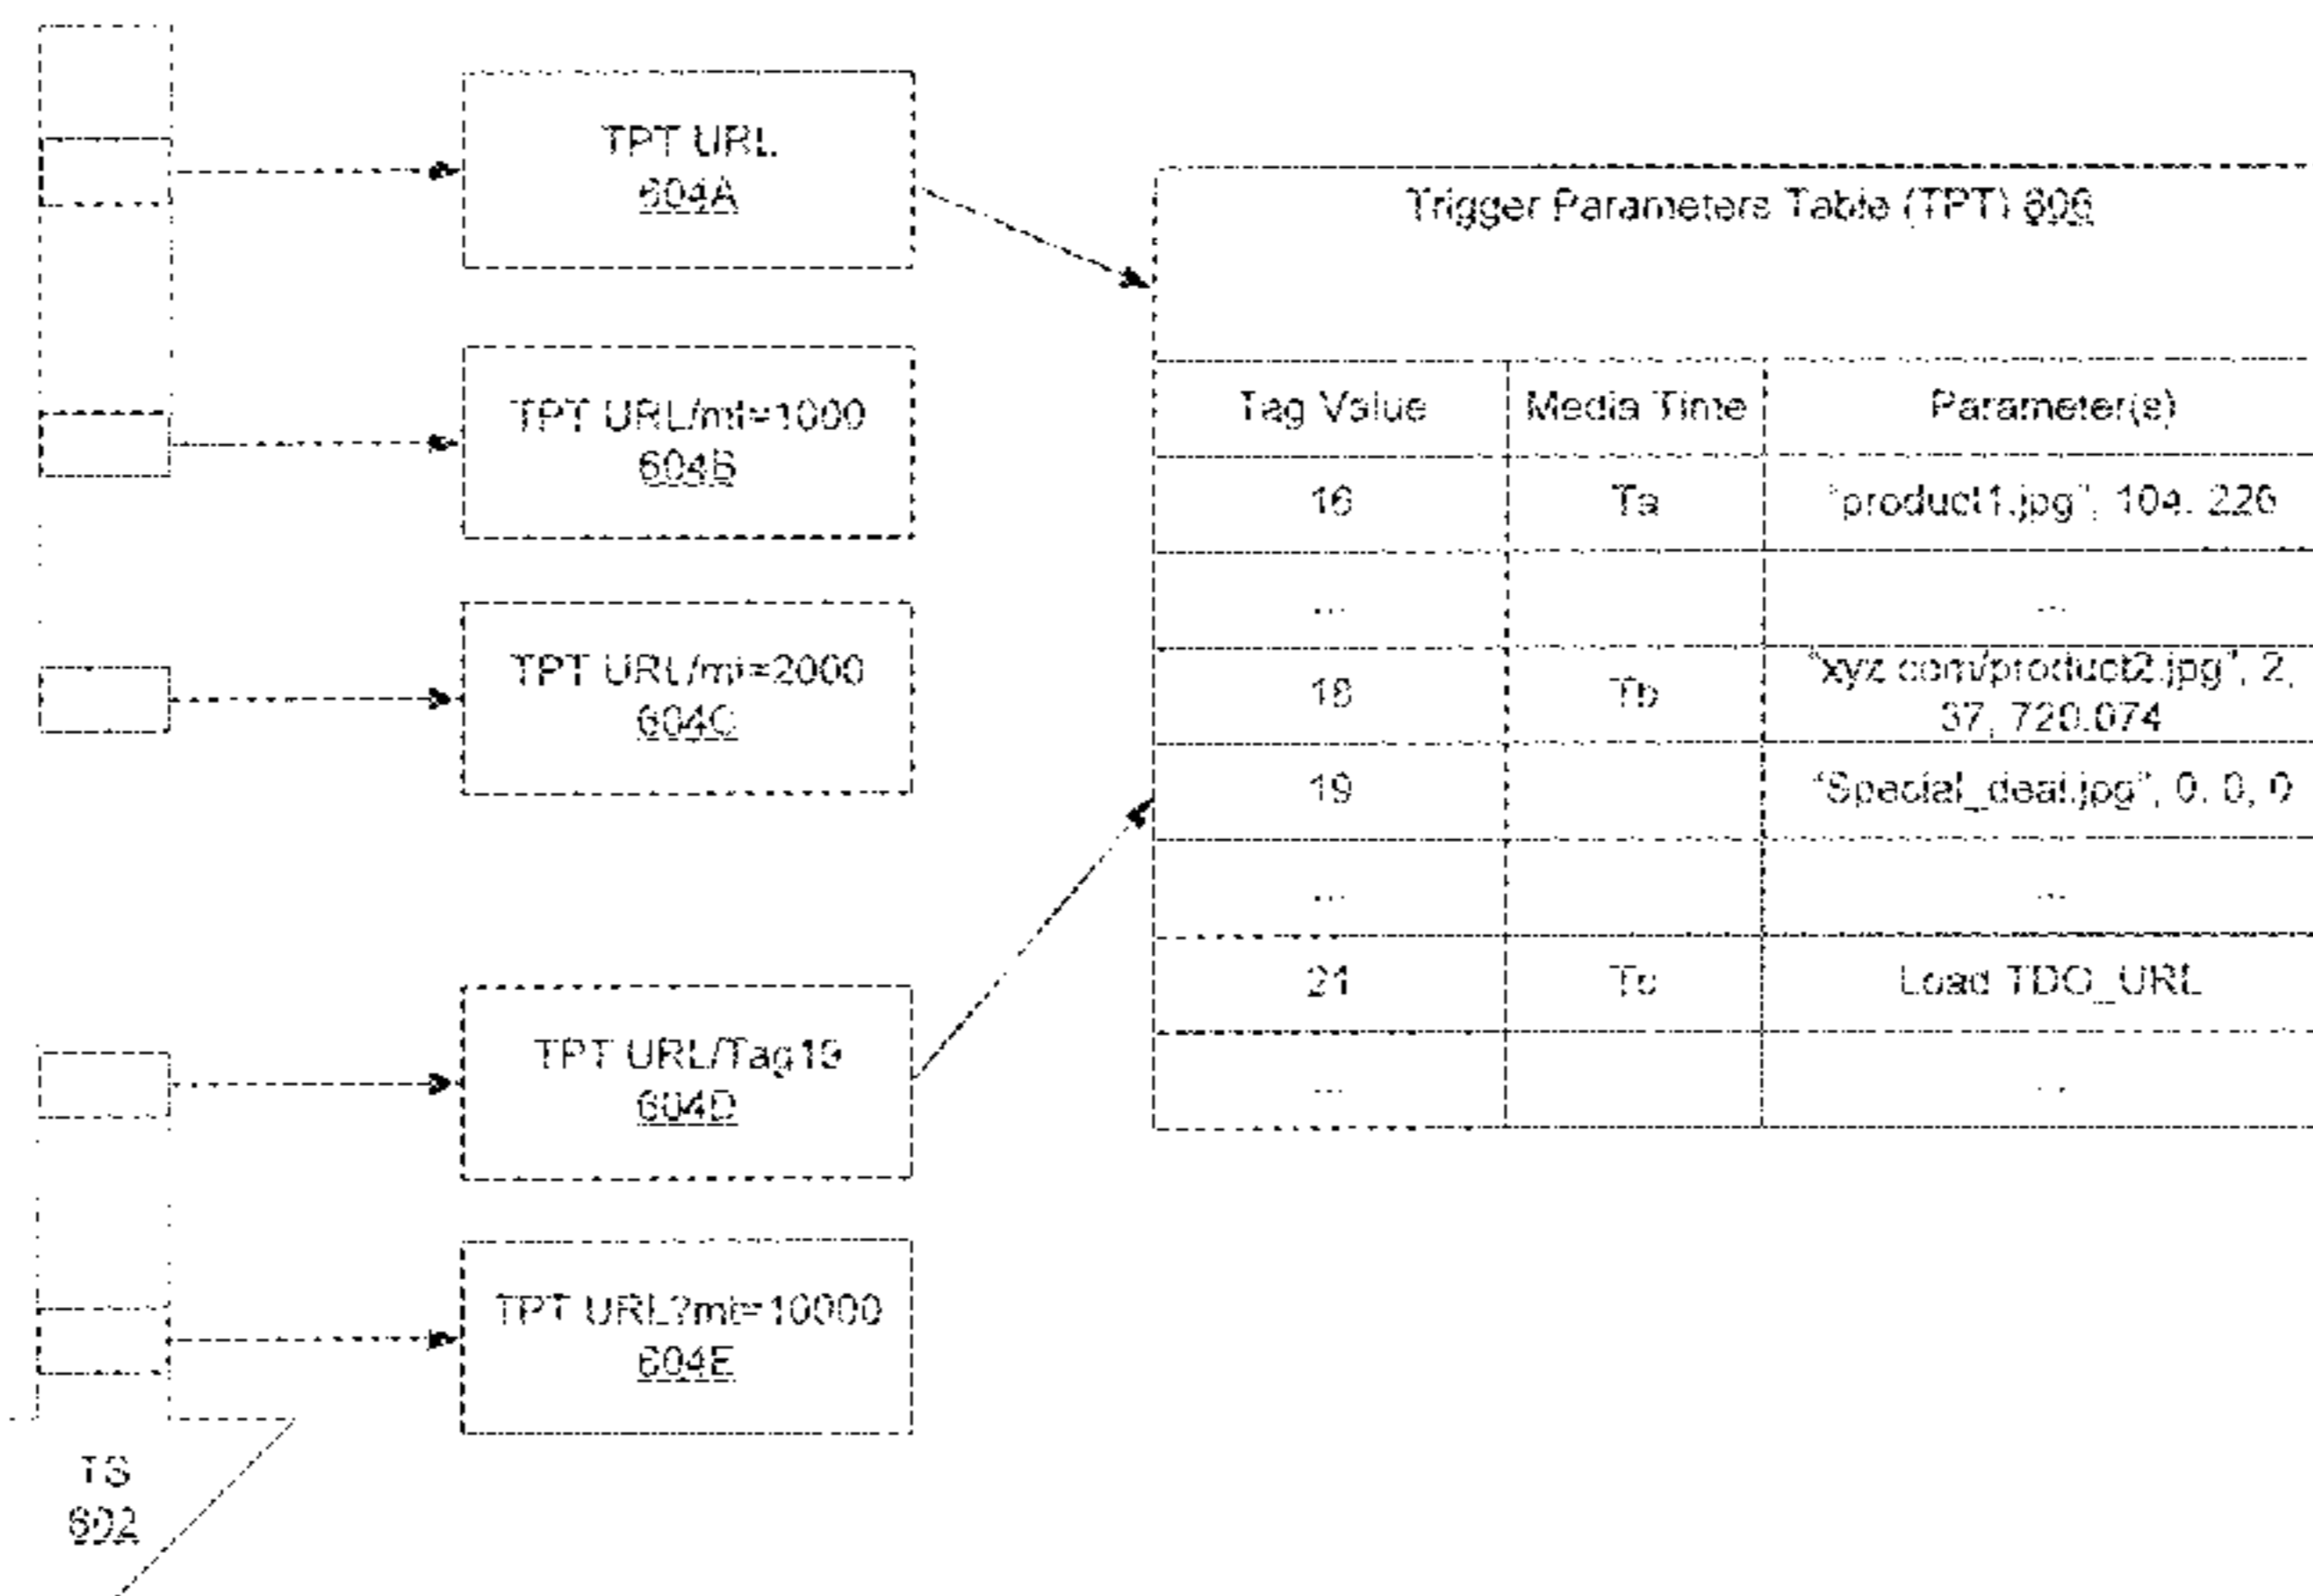 TPT URL
604A
TPT URL/mt=1000
604B
TPT URL/mt=2000
604C
TPT URL/Tag19
604D
TPT URL?mt=10000
604E
TS
602
Trigger Parameters Table (TPT) 606
Tag Value Media Time Parameter(s)
16 Ta "product1.jpg", 104, 226
... ...
18 Tb "xyz.com/product2.jpg", 2,
37, 720.074
19 "Special_deal.jpg", 0, 0, 0
... ...
21 Tc Load TDO_URL
... ...